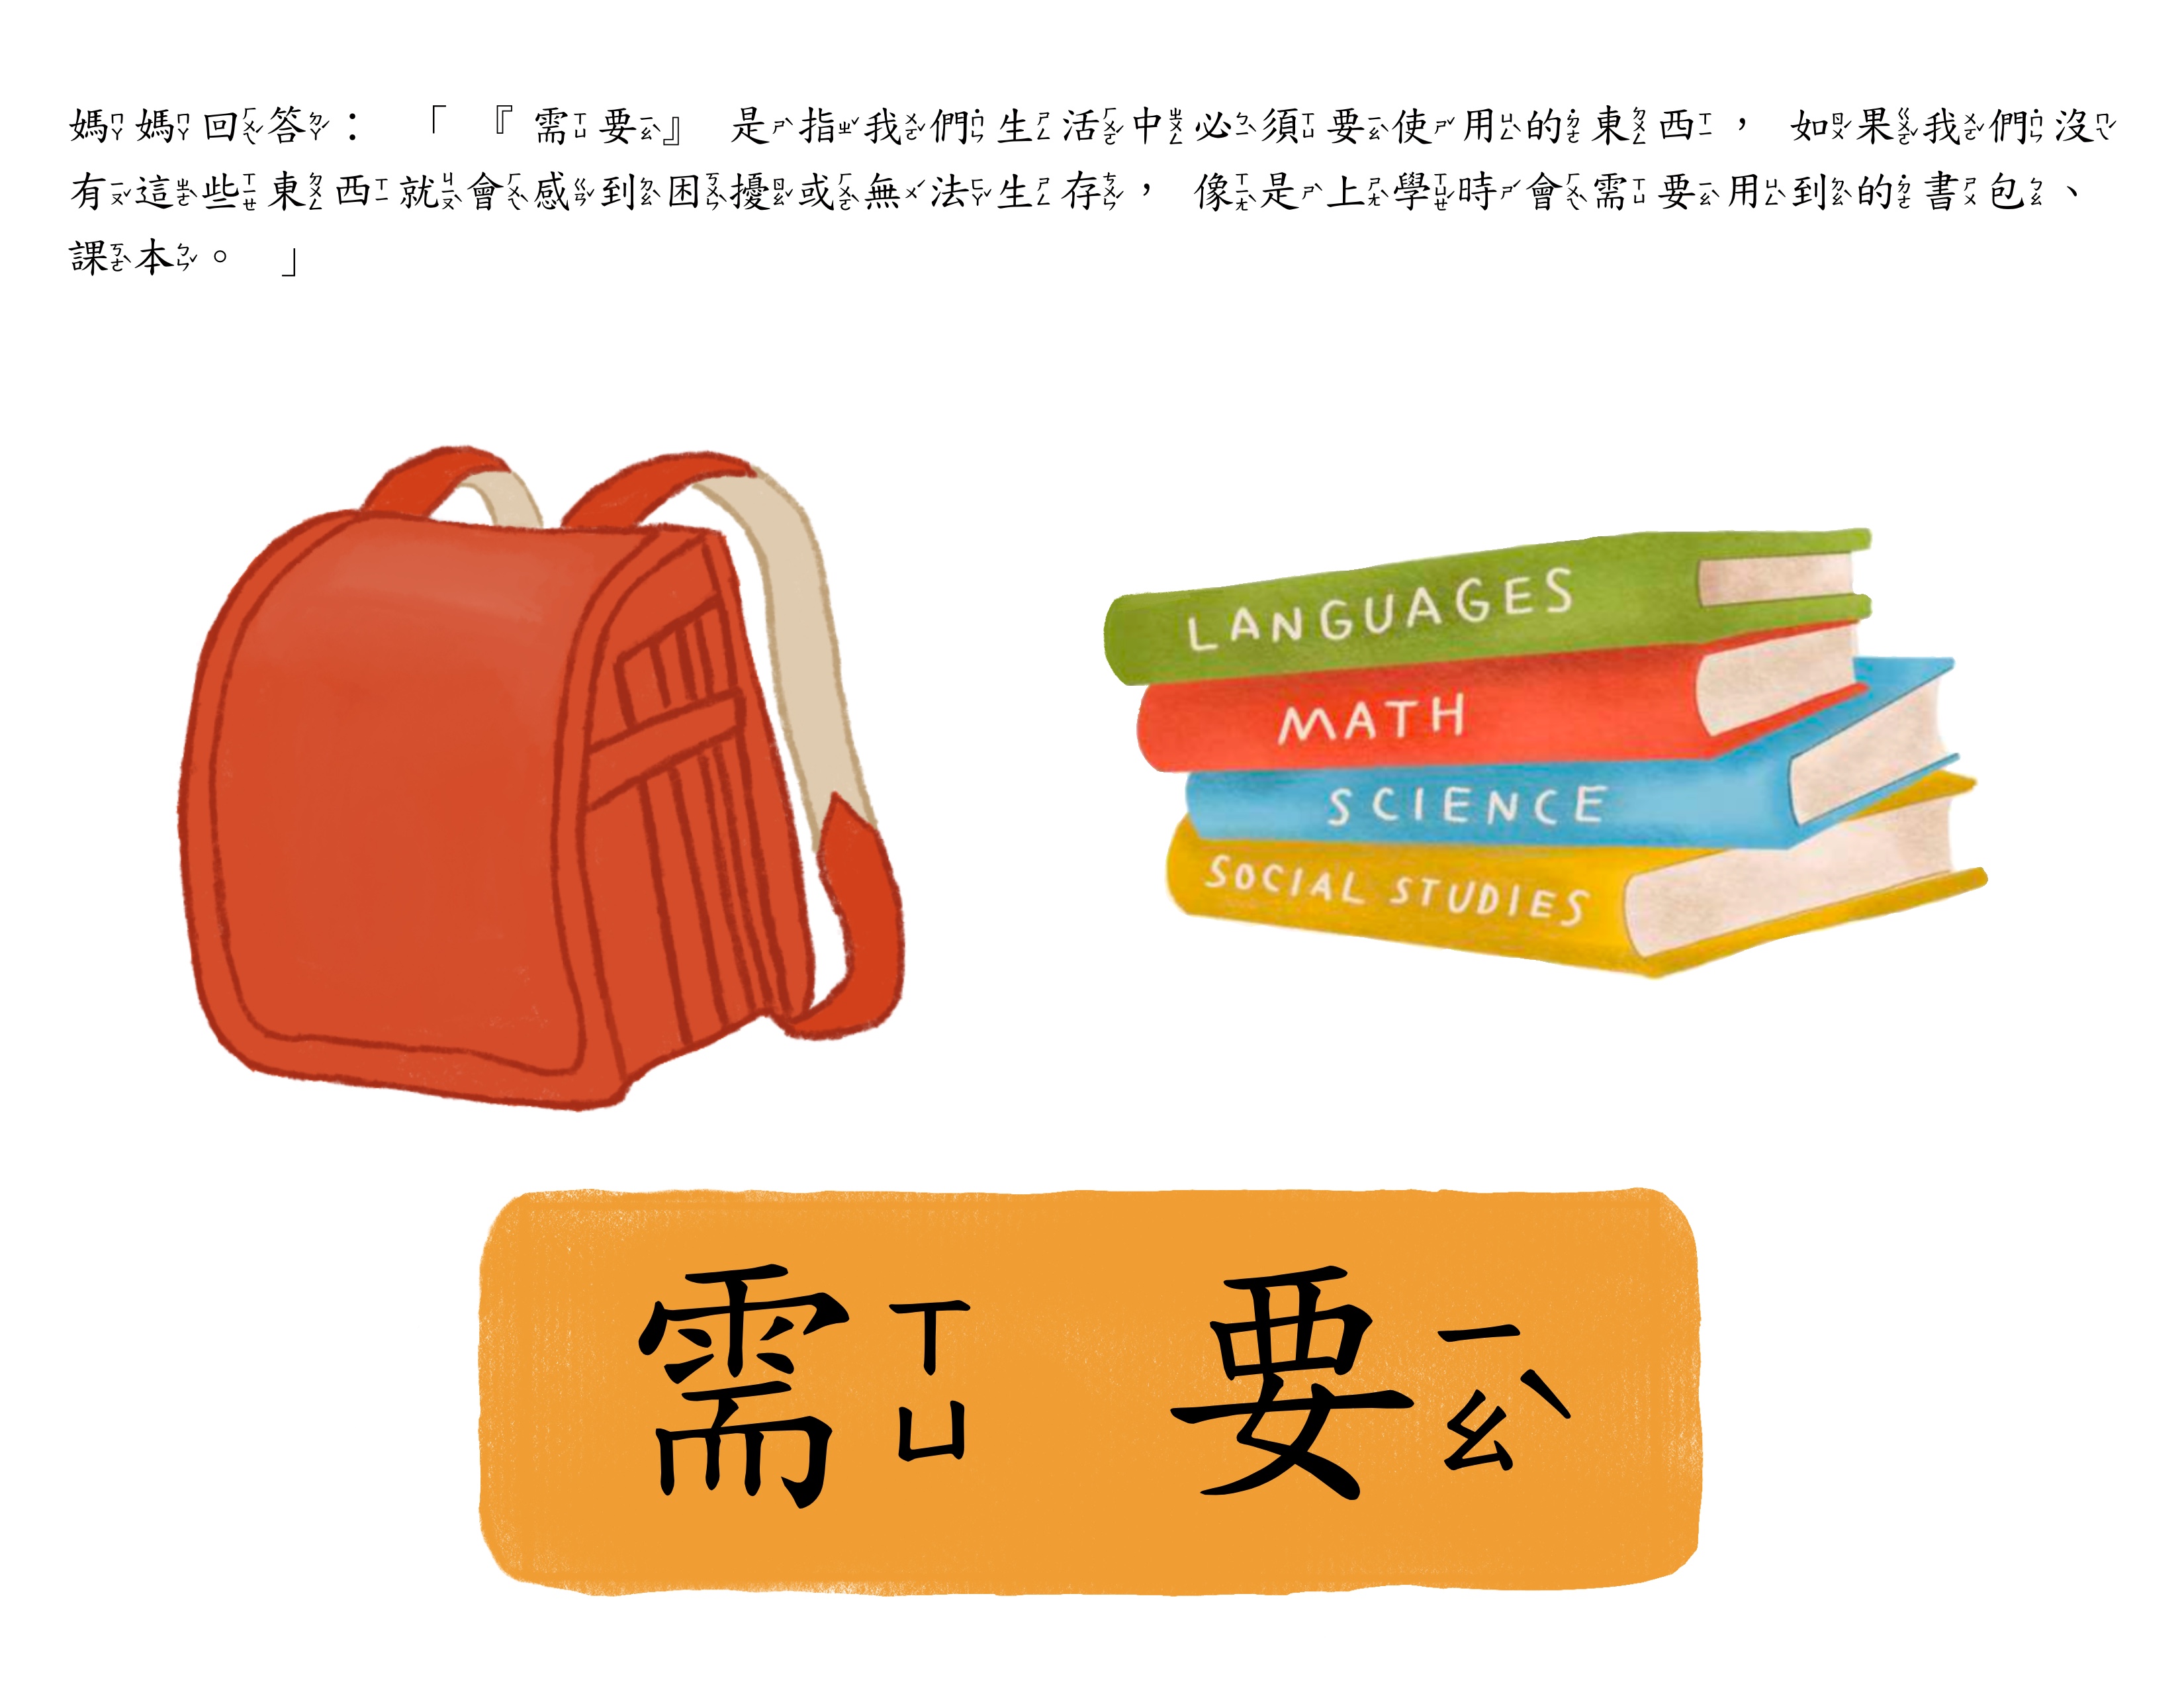 媽媽回答：「『需要』是指我們生活中必須要使用的東西，如果我們沒
有這些東西就會感到困擾或無法生存，像是上學時會需要用到的書包、
課本。」
LANGUAGES
MATH
SCIENCE
SOCIAL STUDIES
需ㄒㄩ 要ㄧㄠˋ